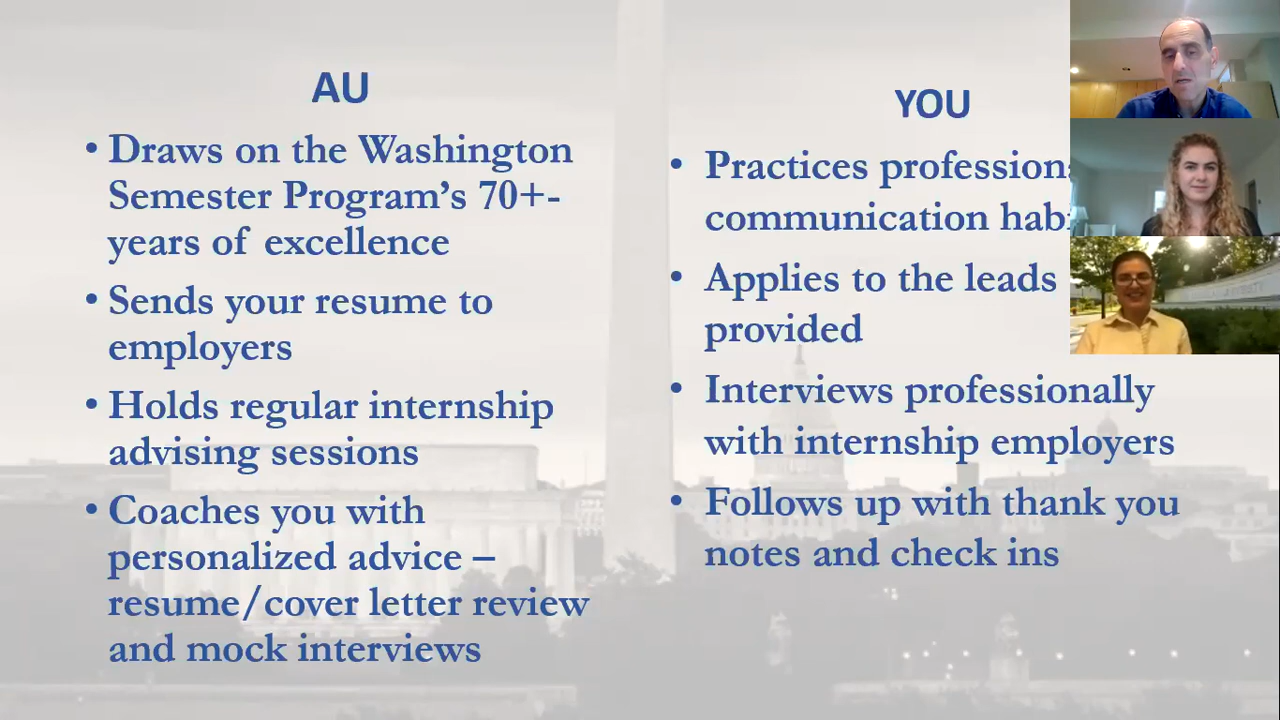 AU
• Draws on the Washington
Semester Program’s 70+-
years of excellence
• Sends your resume to
employers
• Holds regular internship
advising sessions
• Coaches you with
personalized advice –
resume/cover letter review
and mock interviews
YOU
• Practices
communication
• Applies to the leads
provided
• Interviews professionally
with internship employers
• Follows up with thank you
notes and check ins